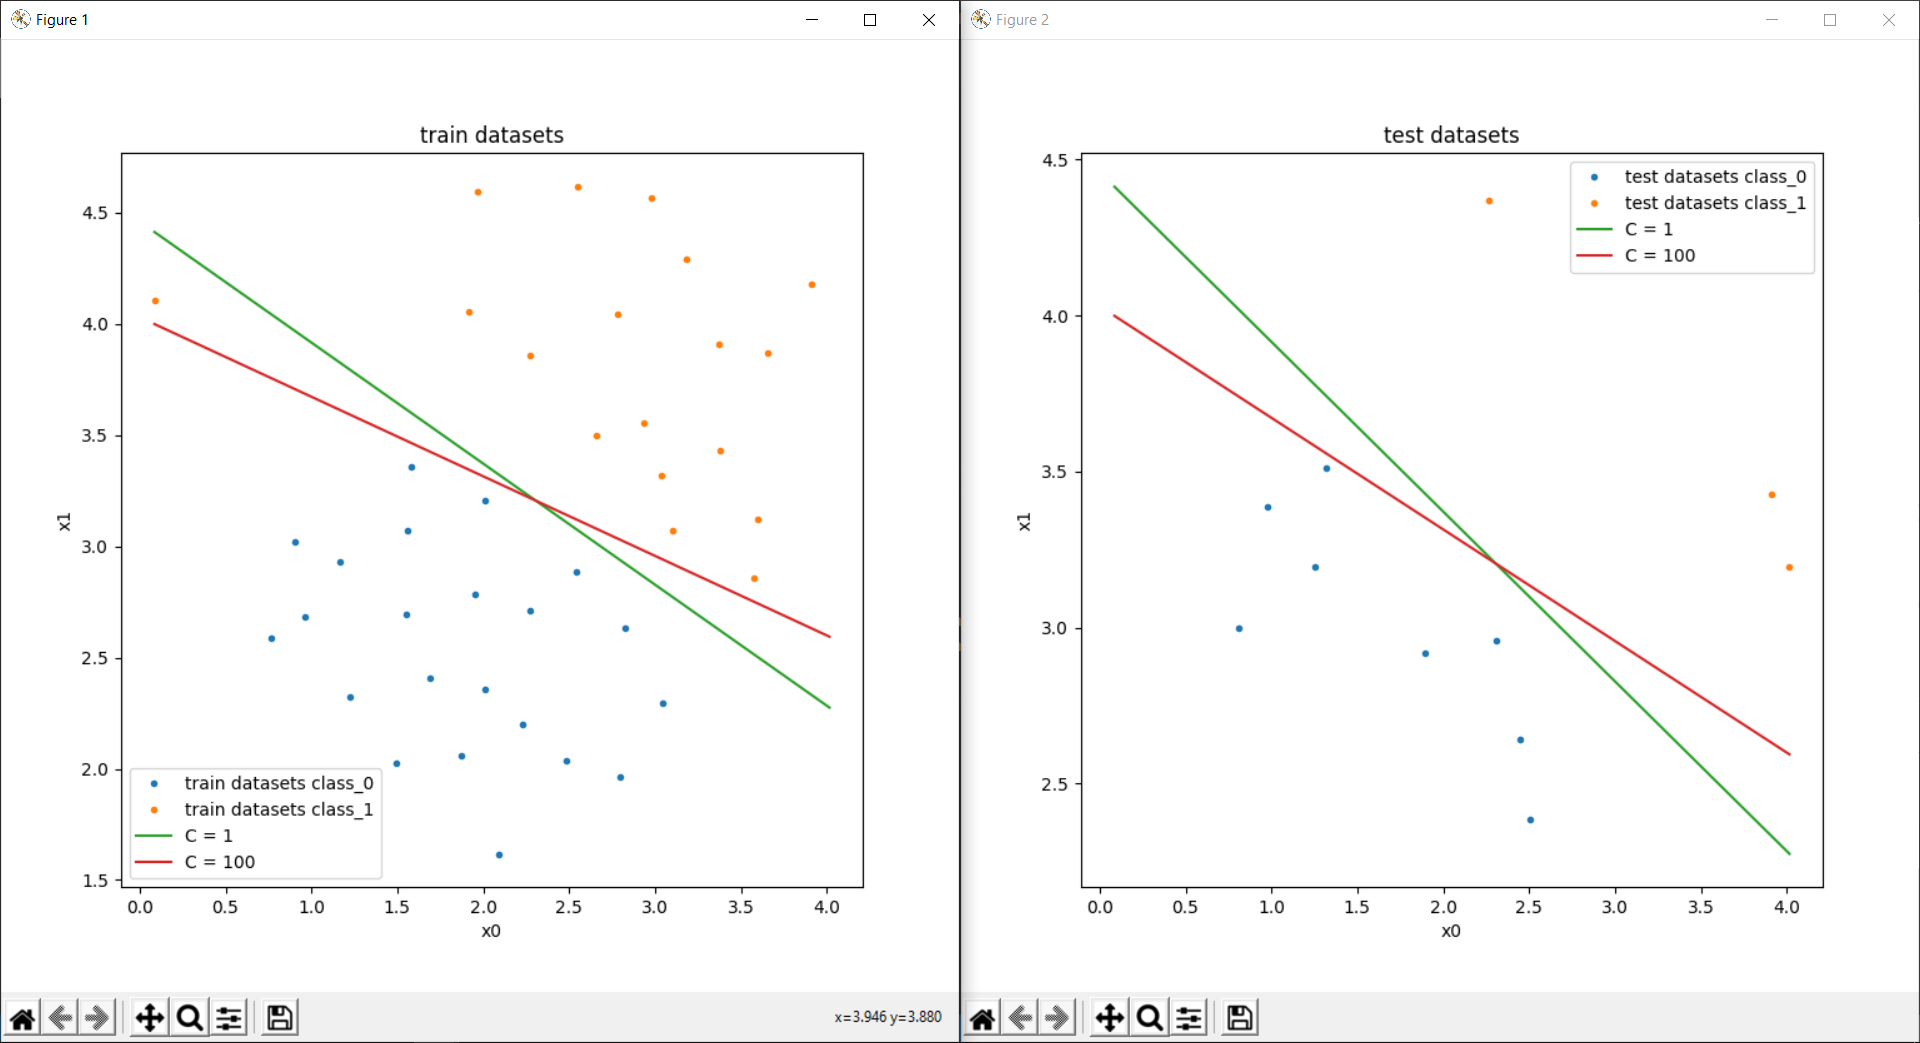 Figure 1
train datasets
4.5
4.0
3.5
3.0
2.5
2.0
1.5
x1
train datasets class_0
train datasets class_1
C = 1
C = 100
0.0 0.5 1.0 1.5 2.0 2.5 3.0 3.5 4.0
x0
x=3.946 y=3.880
Figure 2
test datasets
4.5
4.0
3.5
3.0
2.5
x1
test datasets class_0
test datasets class_1
C = 1
C = 100
0.0 0.5 1.0 1.5 2.0 2.5 3.0 3.5 4.0
x0